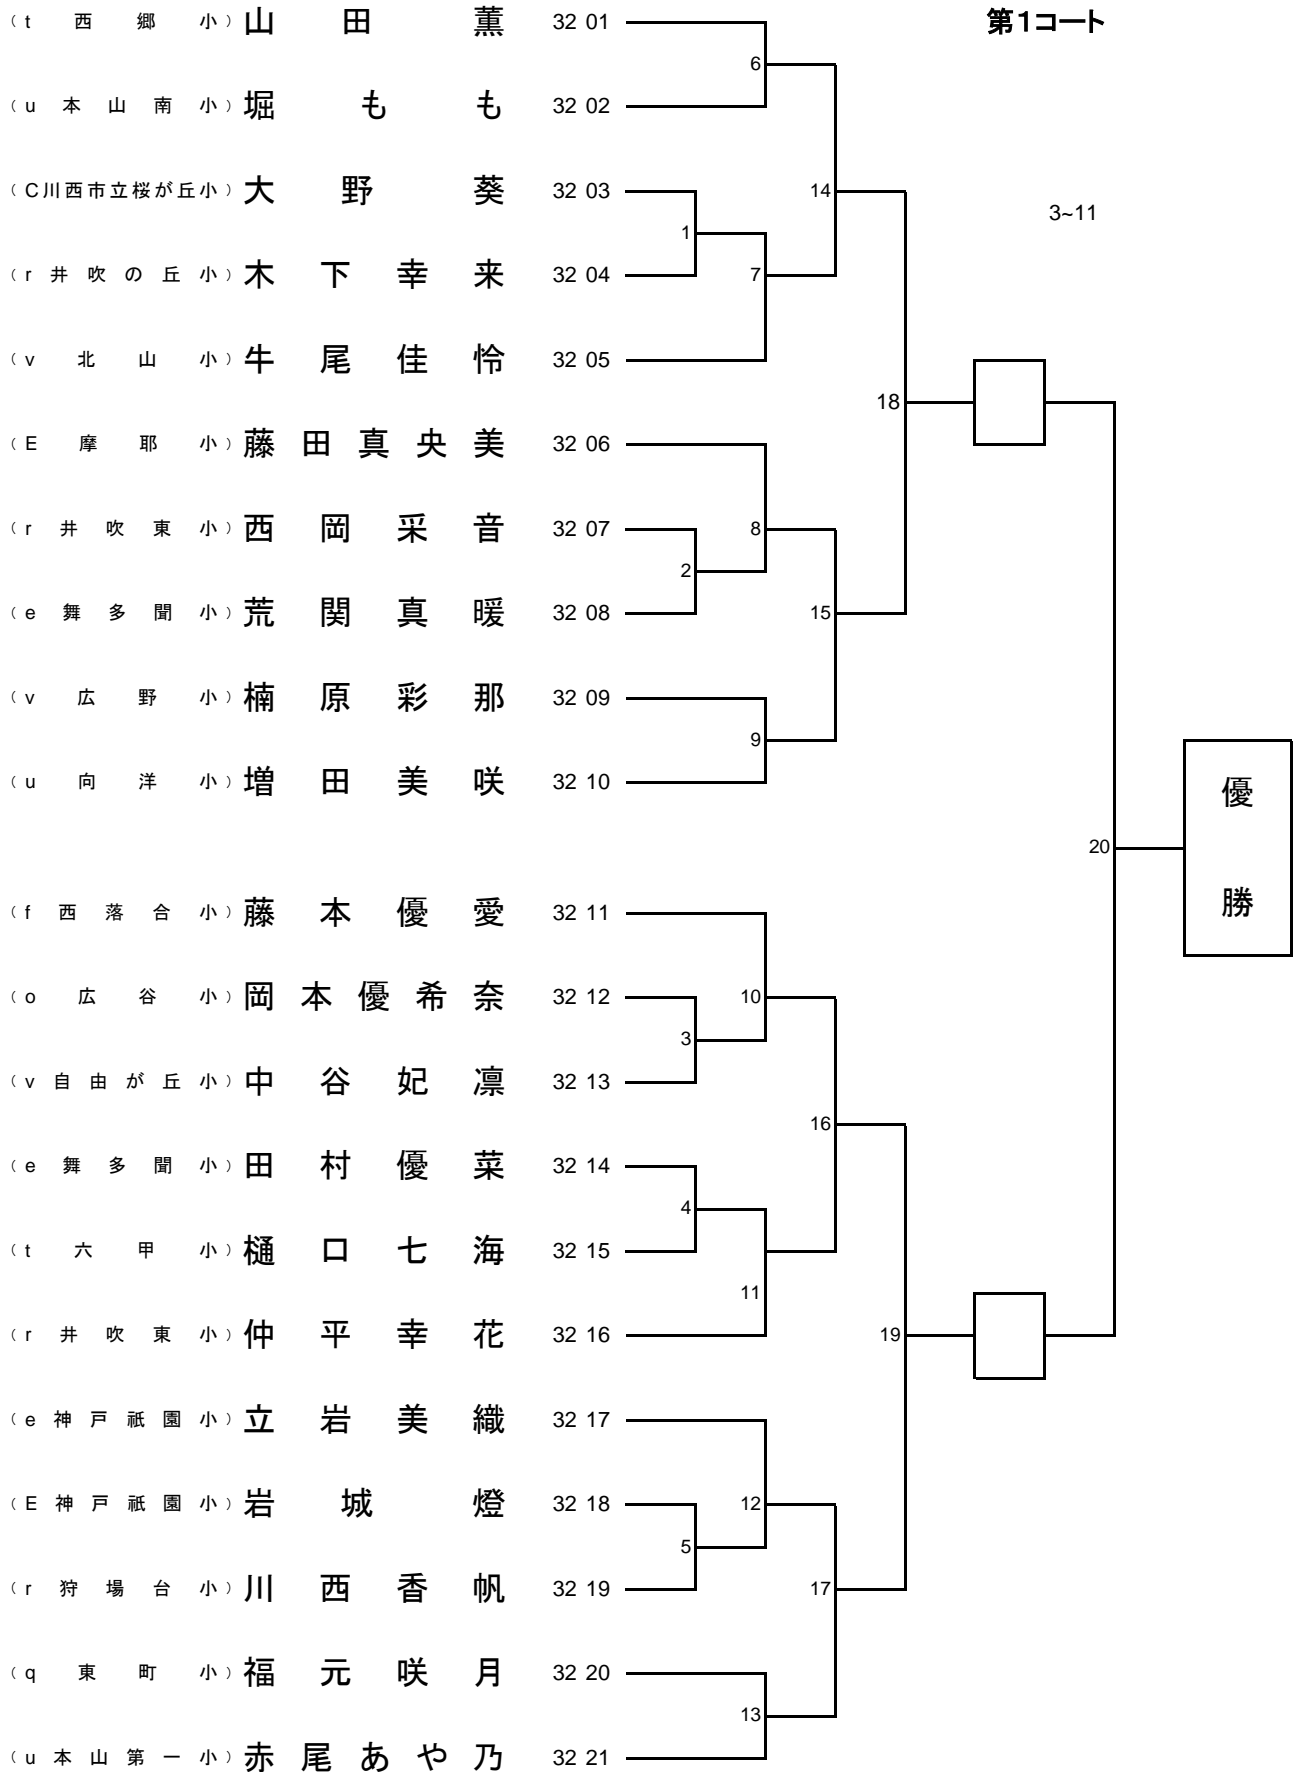 (t 西郷小) 山田薫 32 01 第1コート
6
(u 本山南小) 堀もも 32 02
(C川西市立桜が丘小) 大野葵 32 03 14
3~11
1
(r 井吹の丘小) 木下幸来 32 04 7
(v 北山小) 牛尾佳怜 32 05
18
(E 摩耶小) 藤田真央美 32 06
(r 井吹東小) 西岡采音 32 07 8
2
(e 舞多聞小) 荒関真暖 32 08 15
(v 広野小) 楠原彩那 32 09
9
(u 向洋小) 増田美咲 32 10
優勝
20
(f 西落合小) 藤本優愛 32 11
(o 広谷小) 岡本優希奈 32 12 10
3
(v 自由が丘小) 中谷妃凛 32 13
16
(e 舞多聞小) 田村優菜 32 14
4
(t 六甲小) 樋口七海 32 15
11
(r 井吹東小) 仲平幸花 32 16 19
(e 神戸祇園小) 立岩美織 32 17
(E 神戸祇園小) 岩城燈 32 18 12
5
(r 狩場台小) 川西香帆 32 19 17
(q 東町小) 福元咲月 32 20
13
(u 本山第一小) 赤尾あや乃 32 21